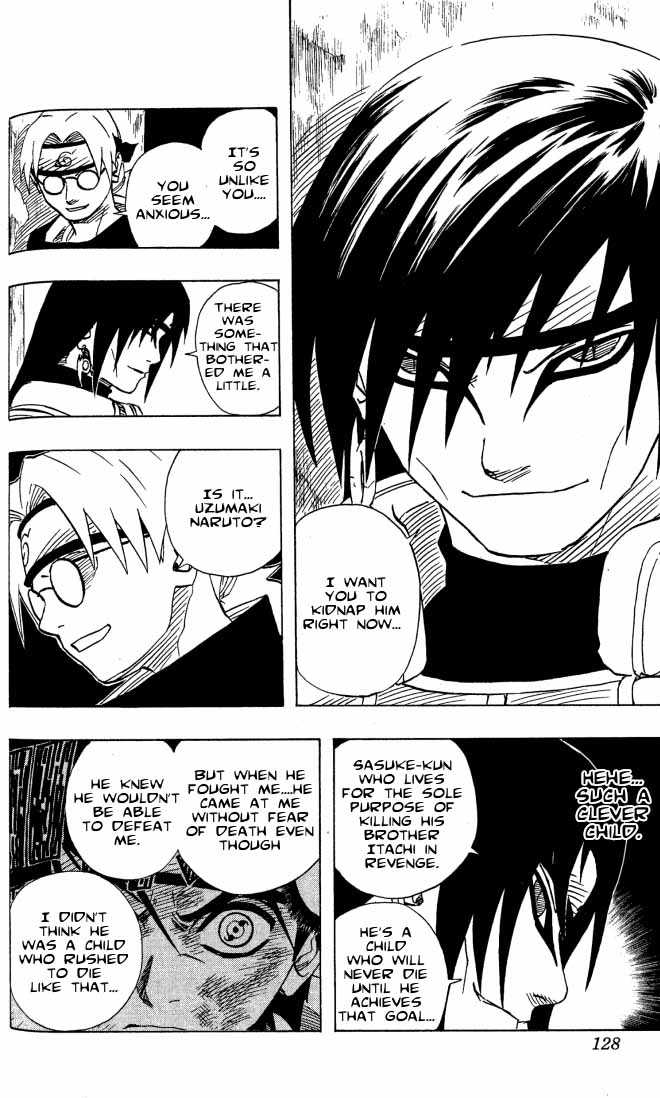 I WANT
YOU TO
KIDNAP HIM
RIGHT NOW...
IT'S
SO
UNLIKE
YOU....
YOU
SEEM
ANXIOUS...
THERE
WAS
SOME-
THING THAT
BOTHER-
ED ME A
LITTLE.
IS IT...
UZUMAKI
NARUTO?
HEHE...
SUCH A
CLEVER
CHILD.
SASUKE-KUN
WHO LIVES
FOR THE SOLE
PURPOSE OF
KILLING HIS
BROTHER
ITACHI IN
REVENGE.
HE'S A
CHILD
WHO WILL
NEVER DIE
UNTIL HE
ACHIEVES
THAT GOAL...
BUT WHEN HE
FOUGHT ME....HE
CAME AT ME
WITHOUT FEAR
OF DEATH EVEN
THOUGH
HE KNEW
HE WOULDN'T
BE ABLE
TO DEFEAT
ME.
I DIDN'T
THINK HE
WAS A CHILD
WHO RUSHED
TO DIE
LIKE THAT...
128